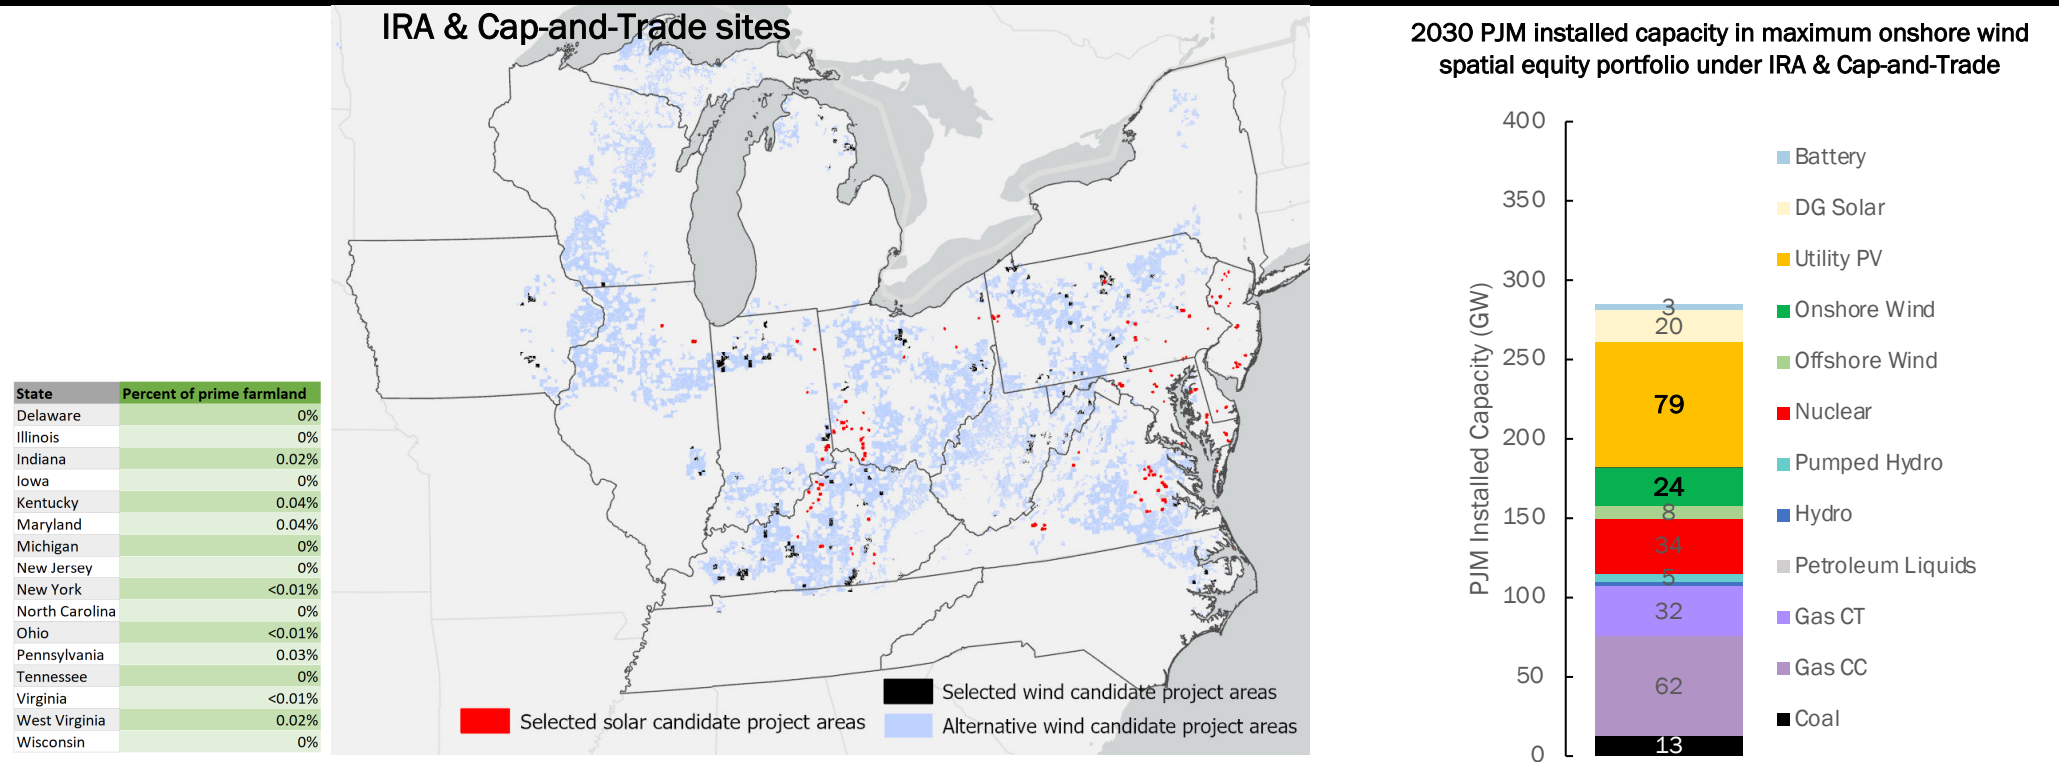 IRA & Cap-and-Trade sites
State Percent of prime farmland
Delaware 0%
Illinois 0%
Indiana 0.02%
Iowa 0%
Kentucky 0.04%
Maryland 0.04%
Michigan 0%
New Jersey 0%
New York <0.01%
North Carolina 0%
Ohio <0.01%
Pennsylvania 0.03%
Tennessee 0%
Virginia <0.01%
West Virginia 0.02%
Wisconsin 0%
Selected wind candidate project areas
Selected solar candidate project areas
Alternative wind candidate project areas
2030 PJM installed capacity in maximum onshore wind
spatial equity portfolio under IRA & Cap-and-Trade
PJM Installed Capacity (GW)
400
350
300
250
200
150
100
50
0
3
20
79
24
8
34
5
32
62
13
Battery
DG Solar
Utility PV
Onshore Wind
Offshore Wind
Nuclear
Pumped Hydro
Hydro
Petroleum Liquids
Gas CT
Gas CC
Coal